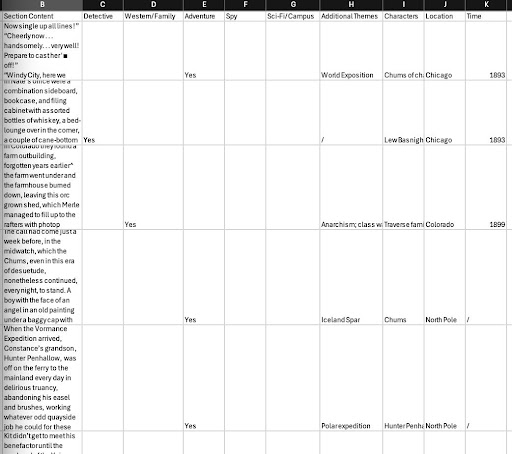 B C D E F G H I J K
Section Content Detective Western/Family Adventure Spy Sci-Fi/Campus Additional Themes Characters Location Time
Now sing up all lines!"
"Cheerly now . . .
handsomely . . . very well!
Prepare to cast her
off!"
"Windy City, here we Yes World Exposition Chums of ch Chicago 1893
In Nate's office were a
combination sideboard,
bookcase, and filing
cabinet with assorted
bottles of whiskey, a bed-
lounge over in the corner,
a couple of cane-bottom Yes / Lew Basnigh Chicago 1893
In Colorado they found a
farm outbuilding,
forgotten years earlier"
the farm went under and
the farmhouse burned
down, leaving this orc
grown shed, which Merle
managed to fill up to the
rafters with photop Yes Anarchism; class w Traverse fami Colorado 1899
The call had come just a
week before, in the
midwatch, which the
Chums, even in this era
of desuetude,
nonetheless continued,
every night, to stand. A
boy with the face of an
angel in an old painting
under a baggy cap with Yes Iceland Spar Chums North Pole /
When the Vormance
Expedition arrived,
Constance's grandson,
Hunter Penhallow, was
off on the ferry to the
mainland every day in
delirious truancy,
abandoning his easel
and brushes, working
whatever odd quayside
job he could for these Yes Polar expedition Hunter Penha North Pole /
Kit didn't get to meet his
benefactor until the